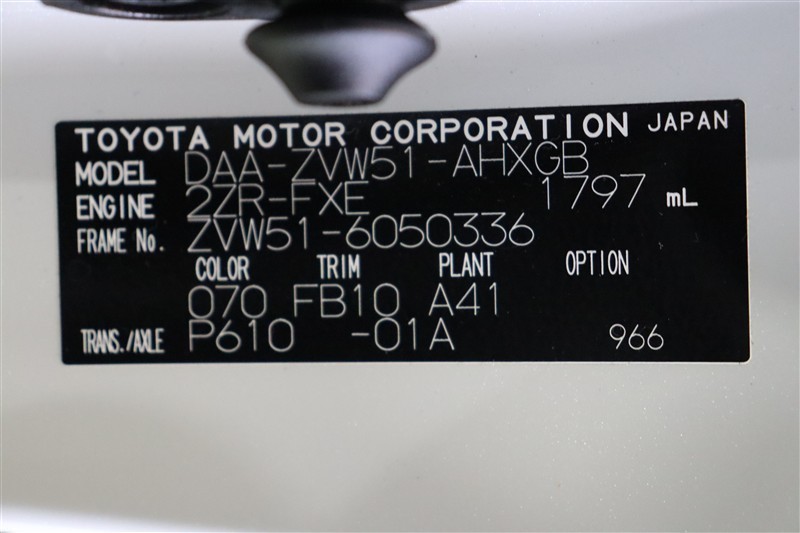 TOYOTA MOTOR CORPORATION JAPAN
MODEL DAA-ZVW51-AHXGB
ENGINE 2ZR-FXE 1797 mL
FRAME No. ZVW51-6050336
COLOR TRIM PLANT OPTION
070 FB10 A41
TRANS./AXLE P610 -01A 966